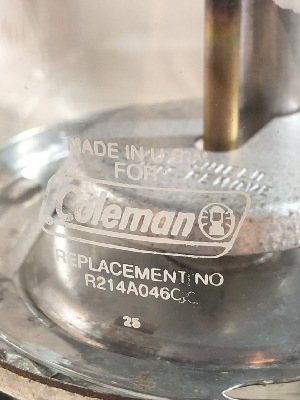 MADE IN U.S.
FOR
Coleman
REPLACEMENT NO
R214A046
25